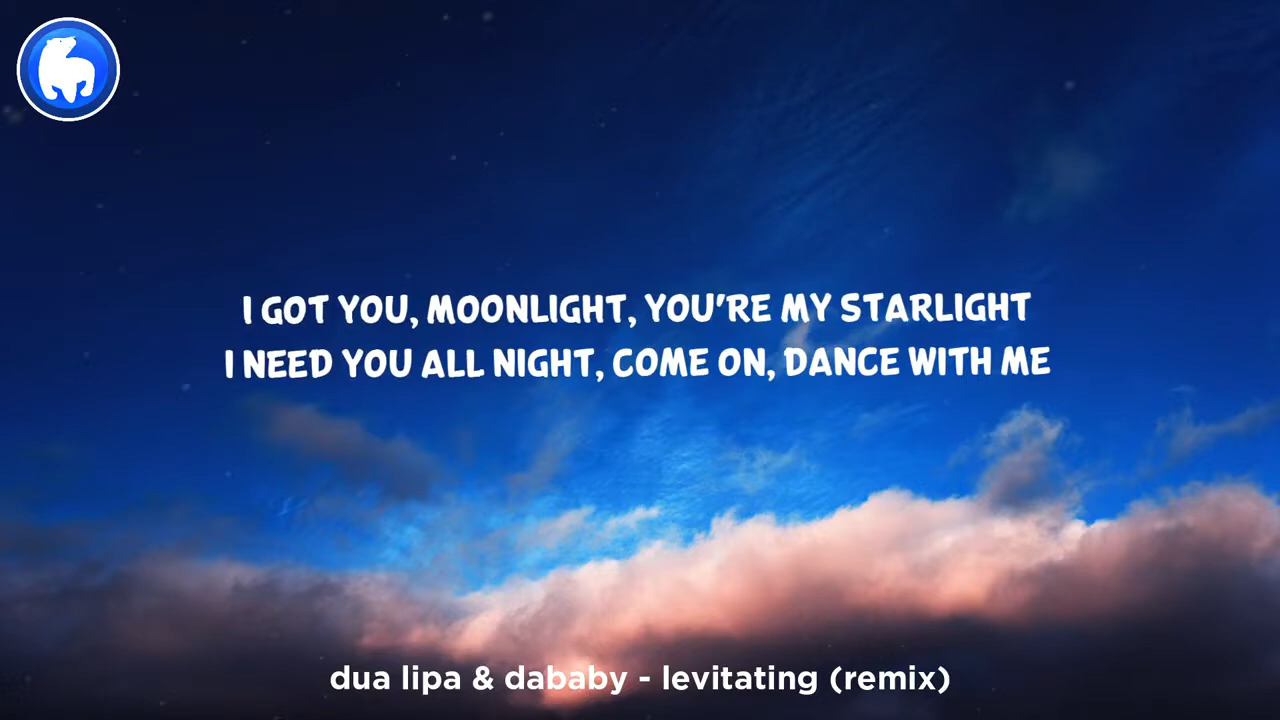 I GOT YOU, MOONLIGHT, YOU'RE MY STARLIGHT
I NEED YOU ALL NIGHT, COME ON, DANCE WITH ME
dua lipa & dababy - levitating (remix)